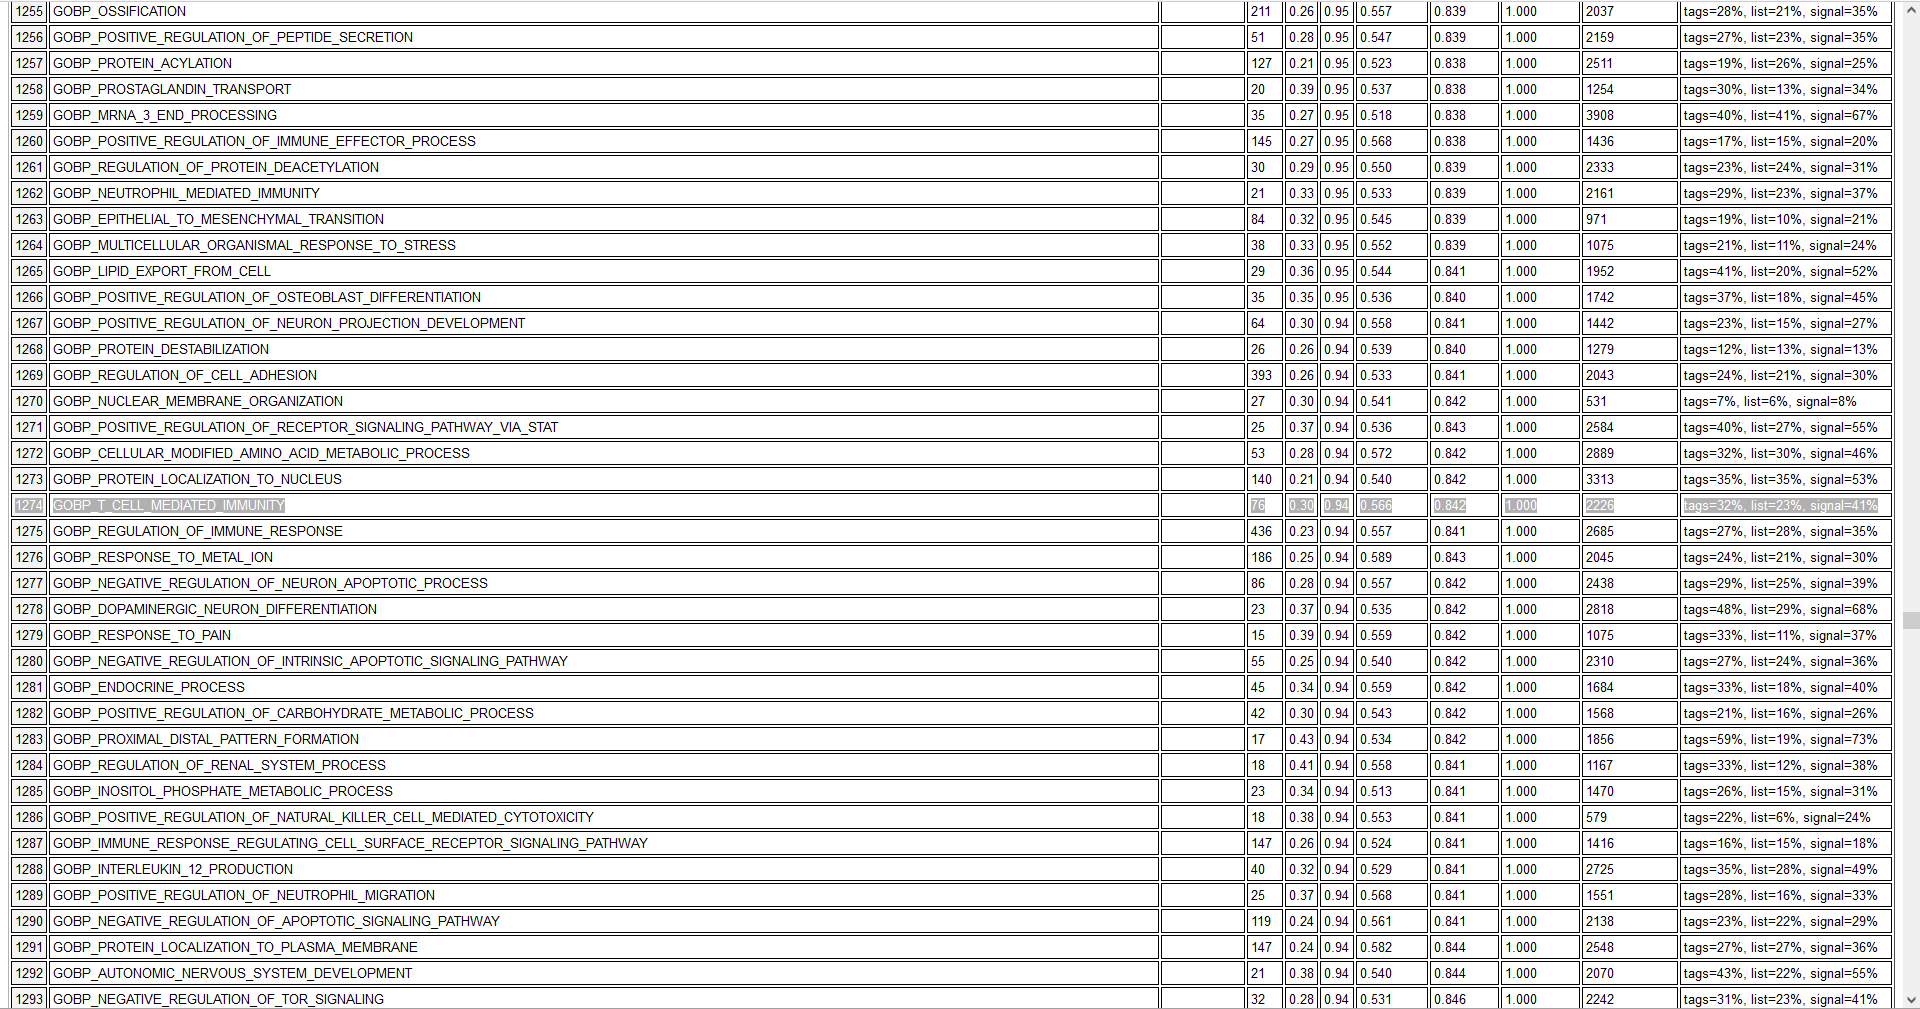 1255 GOBP_OSSIFICATION 211 0.26 0.95 0.557 0.839 1.000 2037 tags=28%, list=21%, signal=35%
1256 GOBP_POSITIVE_REGULATION_OF_PEPTIDE_SECRETION 51 0.28 0.95 0.547 0.839 1.000 2159 tags=27%, list=23%, signal=35%
1257 GOBP_PROTEIN_ACYLATION 127 0.21 0.95 0.523 0.838 1.000 2511 tags=19%, list=26%, signal=25%
1258 GOBP_PROSTAGLANDIN_TRANSPORT 20 0.39 0.95 0.537 0.838 1.000 1254 tags=30%, list=13%, signal=34%
1259 GOBP_MRNA_3_END_PROCESSING 35 0.27 0.95 0.518 0.838 1.000 3908 tags=40%, list=41%, signal=67%
1260 GOBP_POSITIVE_REGULATION_OF_IMMUNE_EFFECTOR_PROCESS 145 0.27 0.95 0.568 0.838 1.000 1436 tags=17%, list=15%, signal=20%
1261 GOBP_REGULATION_OF_PROTEIN_DEACETYLATION 30 0.29 0.95 0.550 0.839 1.000 2333 tags=23%, list=24%, signal=31%
1262 GOBP_NEUTROPHIL_MEDIATED_IMMUNITY 21 0.33 0.95 0.533 0.839 1.000 2161 tags=29%, list=23%, signal=37%
1263 GOBP_EPITHELIAL_TO_MESENCHYMAL_TRANSITION 84 0.32 0.95 0.545 0.839 1.000 971 tags=19%, list=10%, signal=21%
1264 GOBP_MULTICELLULAR_ORGANISMAL_RESPONSE_TO_STRESS 38 0.33 0.95 0.552 0.839 1.000 1075 tags=21%, list=11%, signal=24%
1265 GOBP_LIPID_EXPORT_FROM_CELL 29 0.36 0.95 0.544 0.841 1.000 1952 tags=41%, list=20%, signal=52%
1266 GOBP_POSITIVE_REGULATION_OF_OSTEOBLAST_DIFFERENTIATION 35 0.35 0.95 0.536 0.840 1.000 1742 tags=37%, list=18%, signal=45%
1267 GOBP_POSITIVE_REGULATION_OF_NEURON_PROJECTION_DEVELOPMENT 64 0.30 0.94 0.558 0.841 1.000 1442 tags=23%, list=15%, signal=27%
1268 GOBP_PROTEIN_DESTABILIZATION 26 0.26 0.94 0.539 0.840 1.000 1279 tags=12%, list=13%, signal=13%
1269 GOBP_REGULATION_OF_CELL_ADHESION 393 0.26 0.94 0.533 0.841 1.000 2043 tags=24%, list=21%, signal=30%
1270 GOBP_NUCLEAR_MEMBRANE_ORGANIZATION 27 0.30 0.94 0.541 0.842 1.000 531 tags=7%, list=6%, signal=8%
1271 GOBP_POSITIVE_REGULATION_OF_RECEPTOR_SIGNALING_PATHWAY_VIA_STAT 25 0.37 0.94 0.536 0.843 1.000 2584 tags=40%, list=27%, signal=55%
1272 GOBP_CELLULAR_MODIFIED_AMINO_ACID_METABOLIC_PROCESS 53 0.28 0.94 0.572 0.842 1.000 2889 tags=32%, list=30%, signal=46%
1273 GOBP_PROTEIN_LOCALIZATION_TO_NUCLEUS 140 0.21 0.94 0.540 0.842 1.000 3313 tags=35%, list=35%, signal=53%
1274 GOBP_T_CELL_MEDIATED_IMMUNITY 76 0.30 0.94 0.566 0.842 1.000 2226 tags=32%, list=23%, signal=41%
1275 GOBP_REGULATION_OF_IMMUNE_RESPONSE 436 0.23 0.94 0.557 0.841 1.000 2685 tags=27%, list=28%, signal=35%
1276 GOBP_RESPONSE_TO_METAL_ION 186 0.25 0.94 0.589 0.843 1.000 2045 tags=24%, list=21%, signal=30%
1277 GOBP_NEGATIVE_REGULATION_OF_NEURON_APOPTOTIC_PROCESS 86 0.28 0.94 0.557 0.842 1.000 2438 tags=29%, list=25%, signal=39%
1278 GOBP_DOPAMINERGIC_NEURON_DIFFERENTIATION 23 0.37 0.94 0.535 0.842 1.000 2818 tags=48%, list=29%, signal=68%
1279 GOBP_RESPONSE_TO_PAIN 15 0.39 0.94 0.559 0.842 1.000 1075 tags=33%, list=11%, signal=37%
1280 GOBP_NEGATIVE_REGULATION_OF_INTRINSIC_APOPTOTIC_SIGNALING_PATHWAY 55 0.25 0.94 0.540 0.842 1.000 2310 tags=27%, list=24%, signal=36%
1281 GOBP_ENDOCRINE_PROCESS 45 0.34 0.94 0.559 0.842 1.000 1684 tags=33%, list=18%, signal=40%
1282 GOBP_POSITIVE_REGULATION_OF_CARBOHYDRATE_METABOLIC_PROCESS 42 0.30 0.94 0.543 0.842 1.000 1568 tags=21%, list=16%, signal=26%
1283 GOBP_PROXIMAL_DISTAL_PATTERN_FORMATION 17 0.43 0.94 0.534 0.842 1.000 1856 tags=59%, list=19%, signal=73%
1284 GOBP_REGULATION_OF_RENAL_SYSTEM_PROCESS 18 0.41 0.94 0.558 0.841 1.000 1167 tags=33%, list=12%, signal=38%
1285 GOBP_INOSITOL_PHOSPHATE_METABOLIC_PROCESS 23 0.34 0.94 0.513 0.841 1.000 1470 tags=26%, list=15%, signal=31%
1286 GOBP_POSITIVE_REGULATION_OF_NATURAL_KILLER_CELL_MEDIATED_CYTOTOXICITY 18 0.38 0.94 0.553 0.841 1.000 579 tags=22%, list=6%, signal=24%
1287 GOBP_IMMUNE_RESPONSE_REGULATING_CELL_SURFACE_RECEPTOR_SIGNALING_PATHWAY 147 0.26 0.94 0.524 0.841 1.000 1416 tags=16%, list=15%, signal=18%
1288 GOBP_INTERLEUKIN_12_PRODUCTION 40 0.32 0.94 0.529 0.841 1.000 2725 tags=35%, list=28%, signal=49%
1289 GOBP_POSITIVE_REGULATION_OF_NEUTROPHIL_MIGRATION 25 0.37 0.94 0.568 0.841 1.000 1551 tags=28%, list=16%, signal=33%
1290 GOBP_NEGATIVE_REGULATION_OF_APOPTOTIC_SIGNALING_PATHWAY 119 0.24 0.94 0.561 0.841 1.000 2138 tags=23%, list=22%, signal=29%
1291 GOBP_PROTEIN_LOCALIZATION_TO_PLASMA_MEMBRANE 147 0.24 0.94 0.582 0.844 1.000 2548 tags=27%, list=27%, signal=36%
1292 GOBP_AUTONOMIC_NERVOUS_SYSTEM_DEVELOPMENT 21 0.38 0.94 0.540 0.844 1.000 2070 tags=43%, list=22%, signal=55%
1293 GOBP_NEGATIVE_REGULATION_OF_TOR_SIGNALING 32 0.28 0.94 0.531 0.846 1.000 2242 tags=31%, list=23%, signal=41%